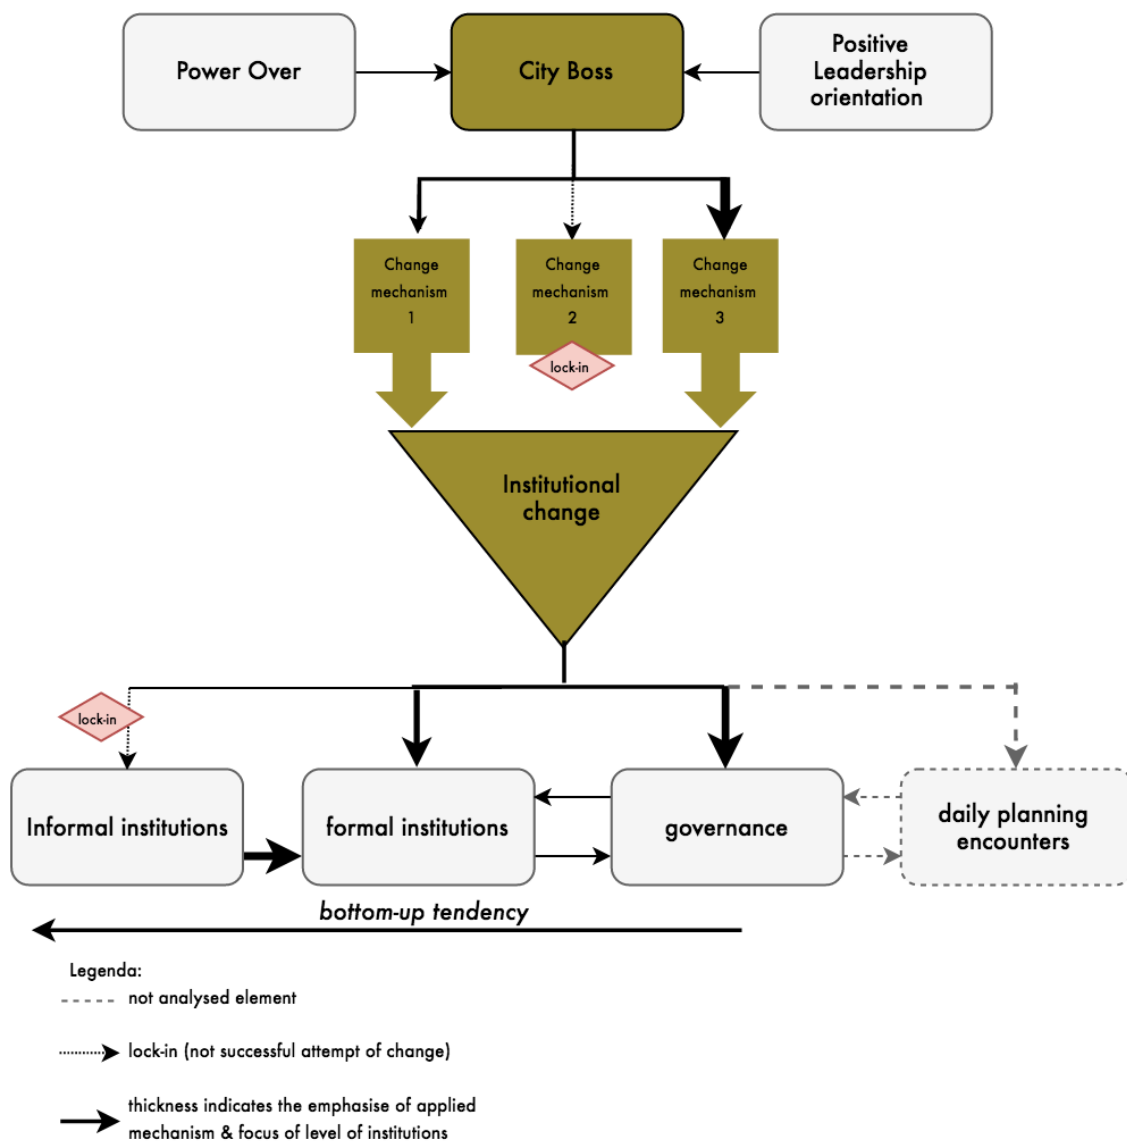 Power Over
City Boss
Positive
Leadership
orientation
Change
mechanism
1
Change
mechanism
2
Change
mechanism
3
lock-in
Institutional
change
lock-in
Informal institutions
formal institutions
governance
daily planning
encounters
bottom-up tendency
Legenda:
not analysed element
lock-in (not successful attempt of change)
thickness indicates the emphasise of applied
mechanism & focus of level of institutions